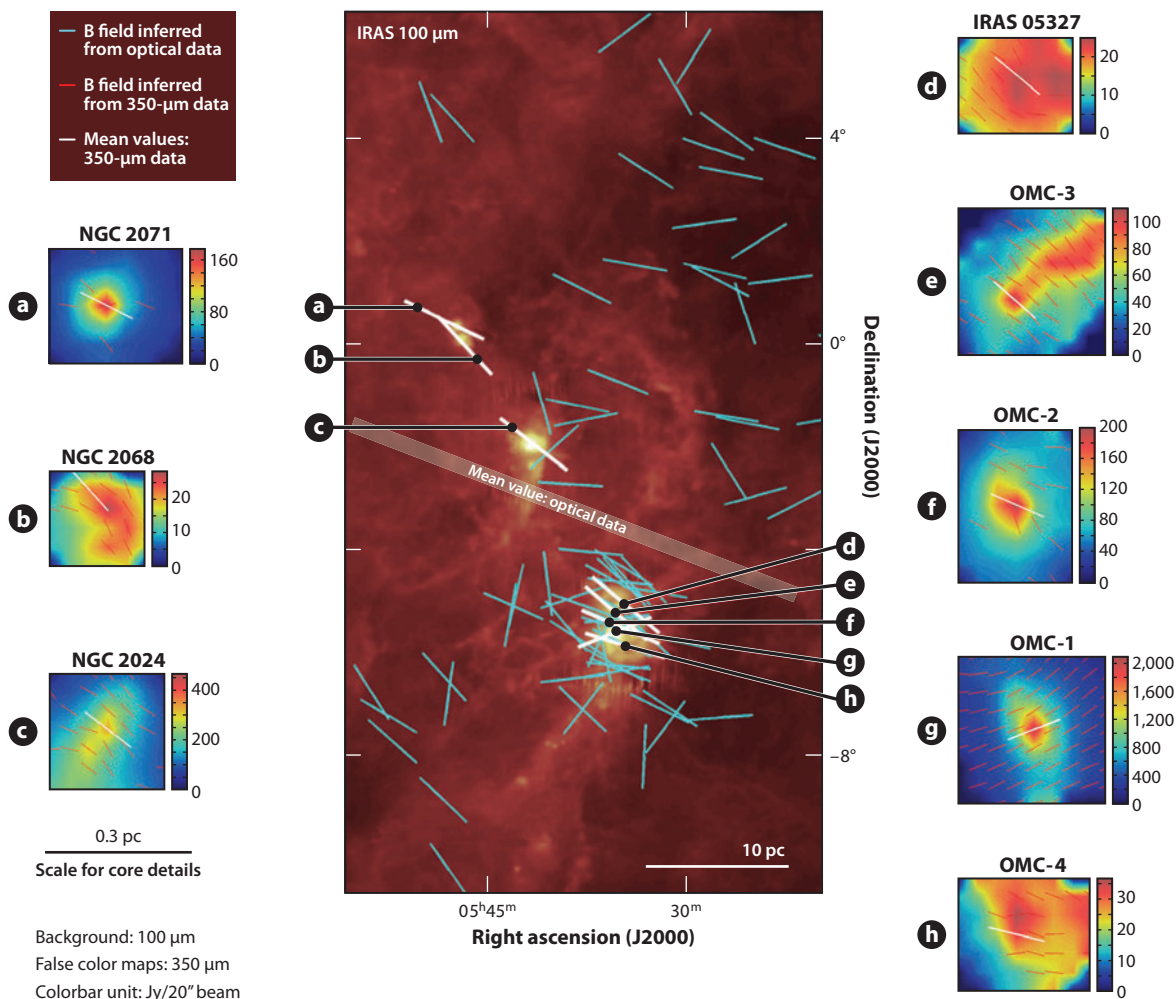 B field inferred
from optical data
B field inferred
from 350-μm data
Mean values:
350-μm data
NGC 2071
a
160
80
0
NGC 2068
b
20
10
0
NGC 2024
c
400
200
0
0.3 pc
Scale for core details
Background: 100 μm
False color maps: 350 μm
Colorbar unit: Jy/20" beam
IRAS 100 μm
a
b
c
Mean value: optical data
d
e
f
g
h
10 pc
4°
0°
–8°
Declination (J2000)
05h45m
30m
Right ascension (J2000)
IRAS 05327
d
20
10
0
OMC-3
e
100
80
60
40
20
0
OMC-2
f
200
160
120
80
40
0
OMC-1
g
2,000
1,600
1,200
800
400
0
OMC-4
h
30
20
10
0